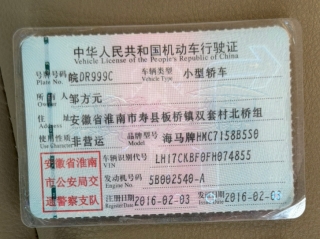 中华人民共和国机动车行驶证
Vehicle License of the People's Republic of China
号牌号码 皖DR999C 车辆类型 小型轿车
Plate No. Vehicle Type
所有人 邹方元
Owner
住址 安徽省淮南市寿县板桥镇双套村北桥组
Address
使用性质 非营运 品牌型号 海马牌HMC7158B5S0
Use Character Model
安徽省淮南
市公安局交
通警察支队
车辆识别代号 LH17CKBF0FH074855
VIN
发动机号码 5B002540-A
Engine No.
注册日期 2016-02-03 发证日期 2016-02-03
Register Date Issue Date